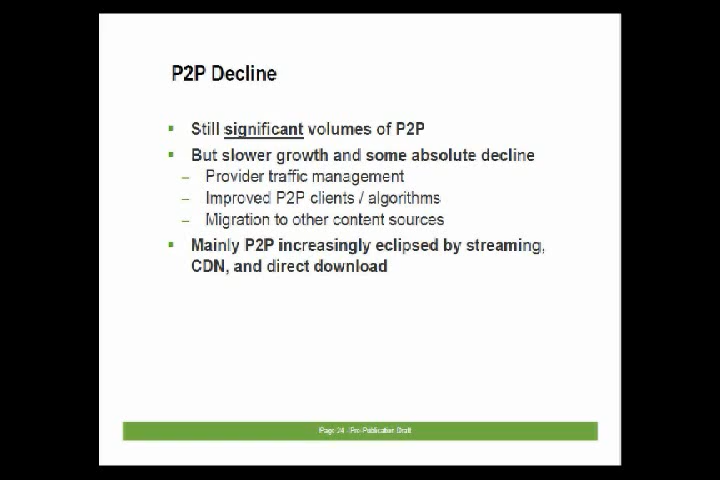 P2P Decline
Still significant volumes of P2P
But slower growth and some absolute decline
– Provider traffic management
– Improved P2P clients / algorithms
– Migration to other content sources
Mainly P2P increasingly eclipsed by streaming,
CDN, and direct download
Page 24 - Pre-Publication Draft